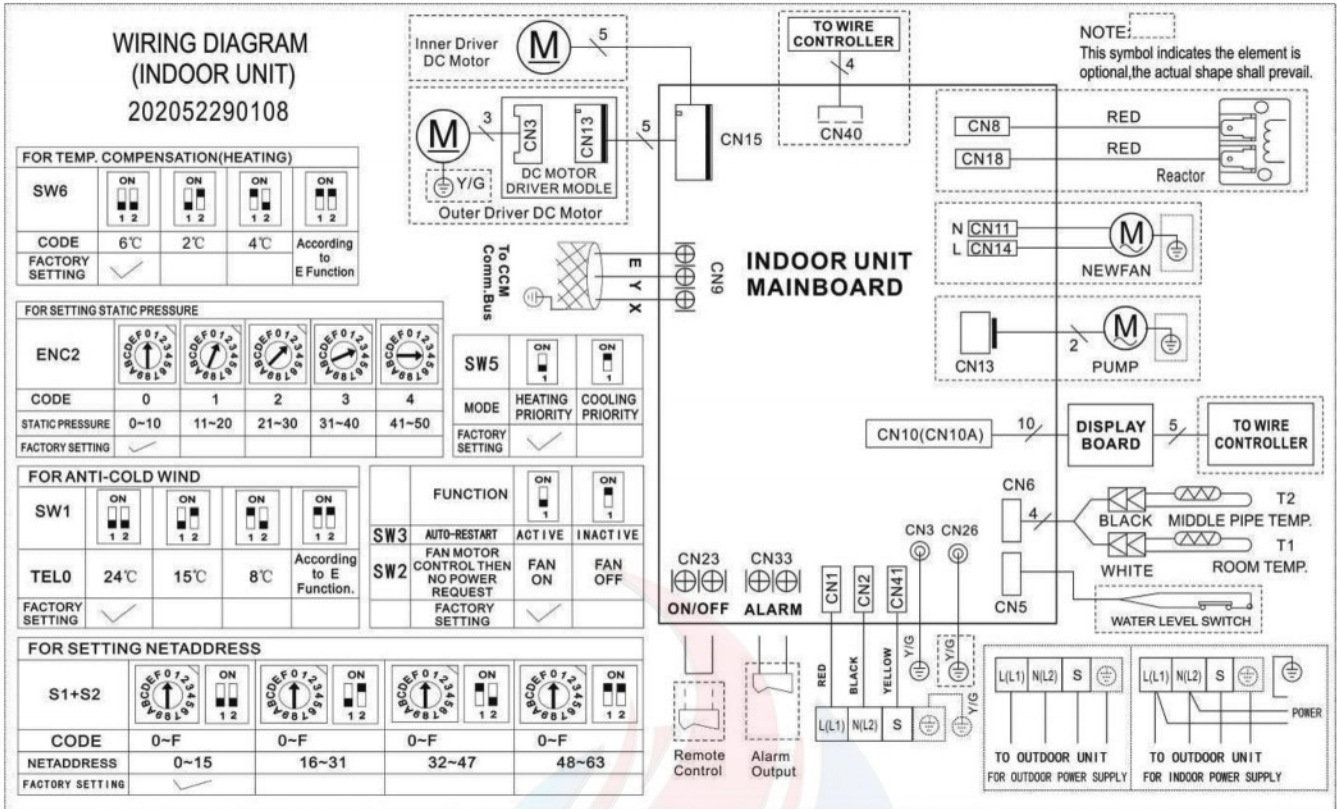 WIRING DIAGRAM
(INDOOR UNIT)
202052290108
FOR TEMP. COMPENSATION(HEATING)
SW6
ON
1 2
ON
1 2
ON
1 2
ON
1 2
CODE 6℃ 2℃ 4℃ According to E Function
FACTORY SETTING
FOR SETTING STATIC PRESSURE
ENC2
CODE 0 1 2 3 4
STATIC PRESSURE 0~10 11~20 21~30 31~40 41~50
FACTORY SETTING
SW5
ON
1
ON
1
MODE HEATING PRIORITY COOLING PRIORITY
FACTORY SETTING
FOR ANTI-COLD WIND
SW1
ON
1 2
ON
1 2
ON
1 2
ON
1 2
TEL0 24℃ 15℃ 8℃ According to E Function.
FACTORY SETTING
FUNCTION
ON
1
ON
1
SW3 AUTO-RESTART ACTIVE INACTIVE
SW2 FAN MOTOR CONTROL THEN NO POWER REQUEST FAN ON FAN OFF
FACTORY SETTING
FOR SETTING NETADDRESS
S1+S2
ON
1 2
ON
1 2
ON
1 2
ON
1 2
CODE 0~F 0~F 0~F 0~F
NETADDRESS 0~15 16~31 32~47 48~63
FACTORY SETTING
Inner Driver
DC Motor
M
5
M
3
CN3
CN13
5
DC MOTOR
DRIVER MODLE
Y/G
Outer Driver DC Motor
CN15
TO WIRE
CONTROLLER
4
CN40
To CCM
Comm.Bus
E
Y
X
CN9
INDOOR UNIT
MAINBOARD
NOTE:
This symbol indicates the element is
optional,the actual shape shall prevail.
CN8
RED
CN18
RED
Reactor
N CN11
L CN14
M
NEWFAN
CN13
2
M
PUMP
CN10(CN10A)
10
DISPLAY
BOARD
5
TO WIRE
CONTROLLER
CN6
4
BLACK
T2
MIDDLE PIPE TEMP.
WHITE
T1
ROOM TEMP.
CN5
WATER LEVEL SWITCH
CN23
ON/OFF
Remote
Control
CN33
ALARM
Alarm
Output
CN1
CN2
CN41
CN3 CN26
RED
BLACK
YELLOW
Y/G
Y/G
L(L1) N(L2) S
Y/G
L(L1) N(L2) S
TO OUTDOOR UNIT
FOR OUTDOOR POWER SUPPLY
L(L1) N(L2) S
POWER
TO OUTDOOR UNIT
FOR INDOOR POWER SUPPLY